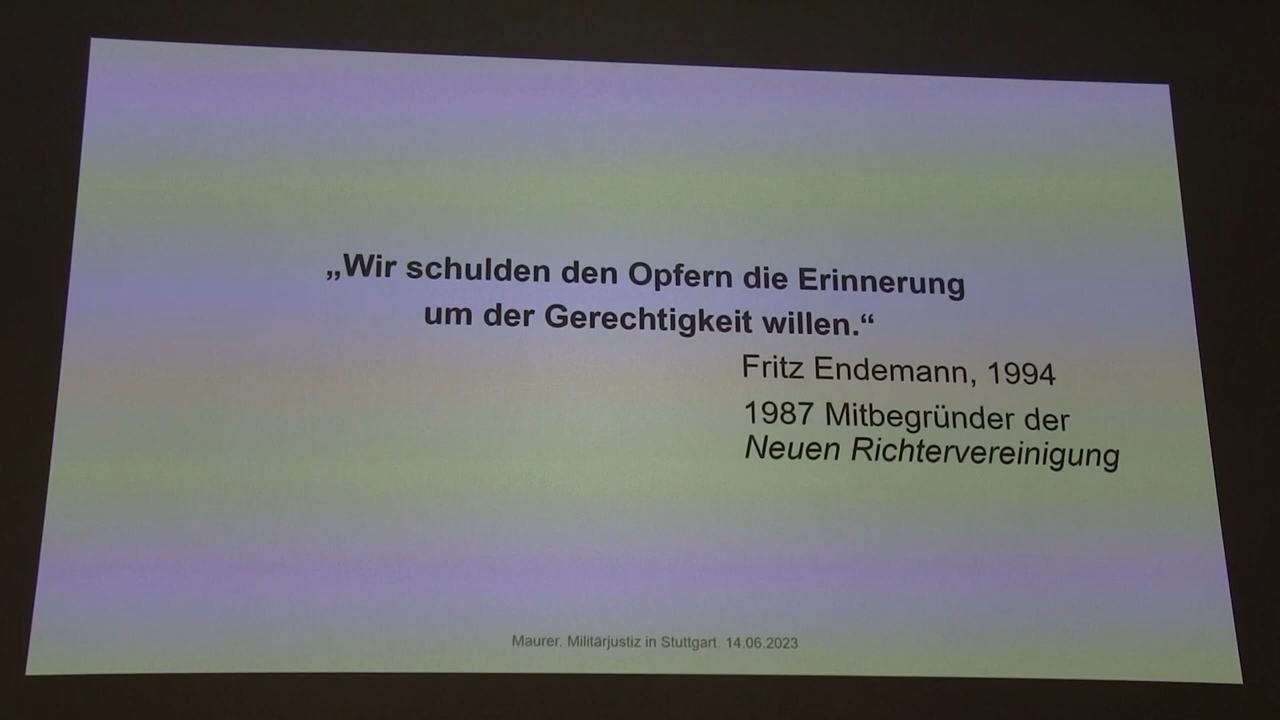 „Wir schulden den Opfern die Erinnerung
um der Gerechtigkeit willen.“
Fritz Endemann, 1994
1987 Mitbegründer der
Neuen Richtervereinigung
Maurer. Militärjustiz in Stuttgart. 14.06.2023